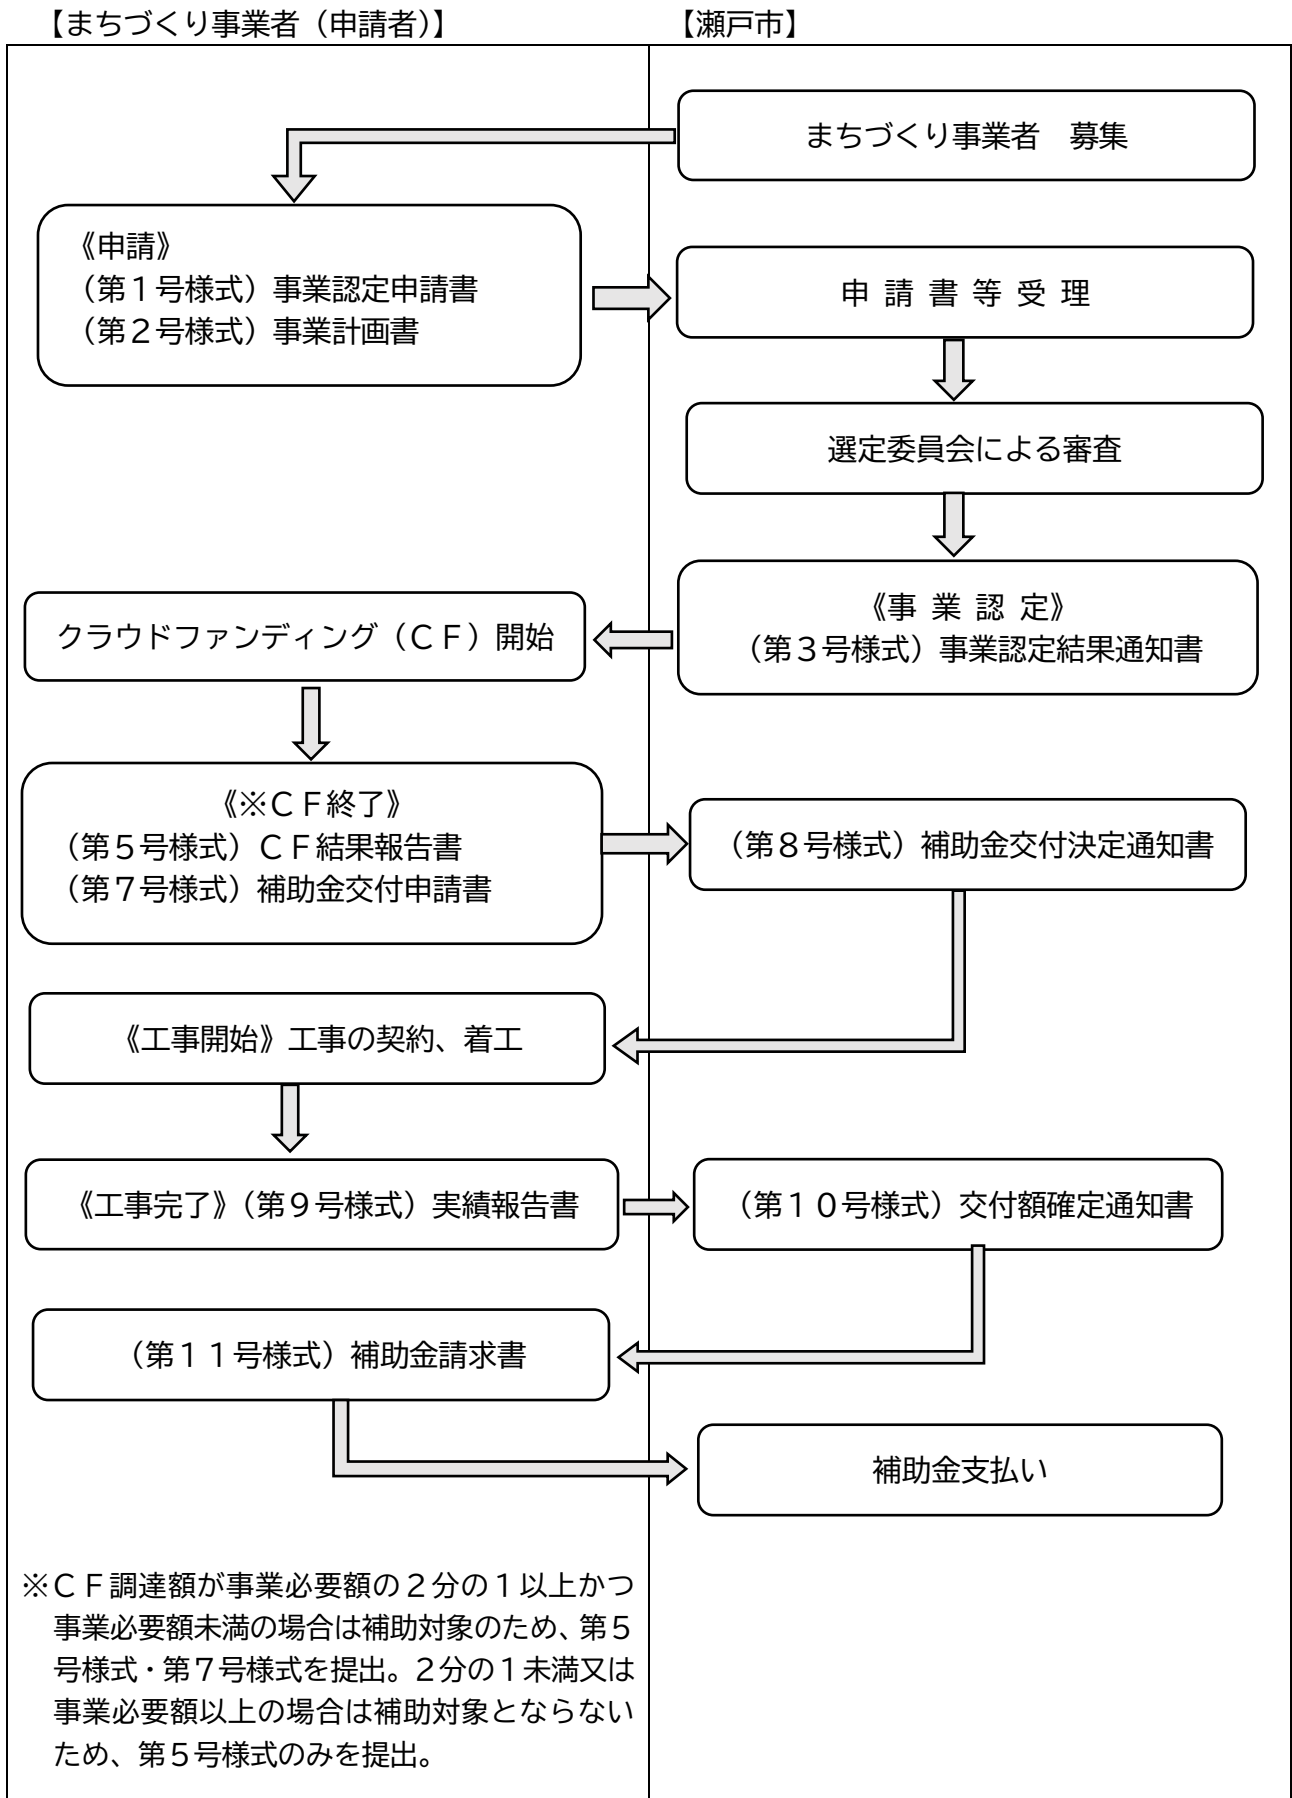 【まちづくり事業者（申請者）】
【瀬戸市】
まちづくり事業者　募集
《申請》
（第１号様式）事業認定申請書
（第２号様式）事業計画書
申 請 書 等 受 理
選定委員会による審査
《事 業 認 定》
（第３号様式）事業認定結果通知書
クラウドファンディング（ＣＦ）開始
《※ＣＦ終了》
（第５号様式）ＣＦ結果報告書
（第７号様式）補助金交付申請書
（第８号様式）補助金交付決定通知書
《工事開始》工事の契約、着工
《工事完了》（第９号様式）実績報告書
（第１０号様式）交付額確定通知書
（第１１号様式）補助金請求書
補助金支払い
※ＣＦ調達額が事業必要額の２分の１以上かつ
事業必要額未満の場合は補助対象のため、第５
号様式・第７号様式を提出。２分の１未満又は
事業必要額以上の場合は補助対象とならない
ため、第５号様式のみを提出。